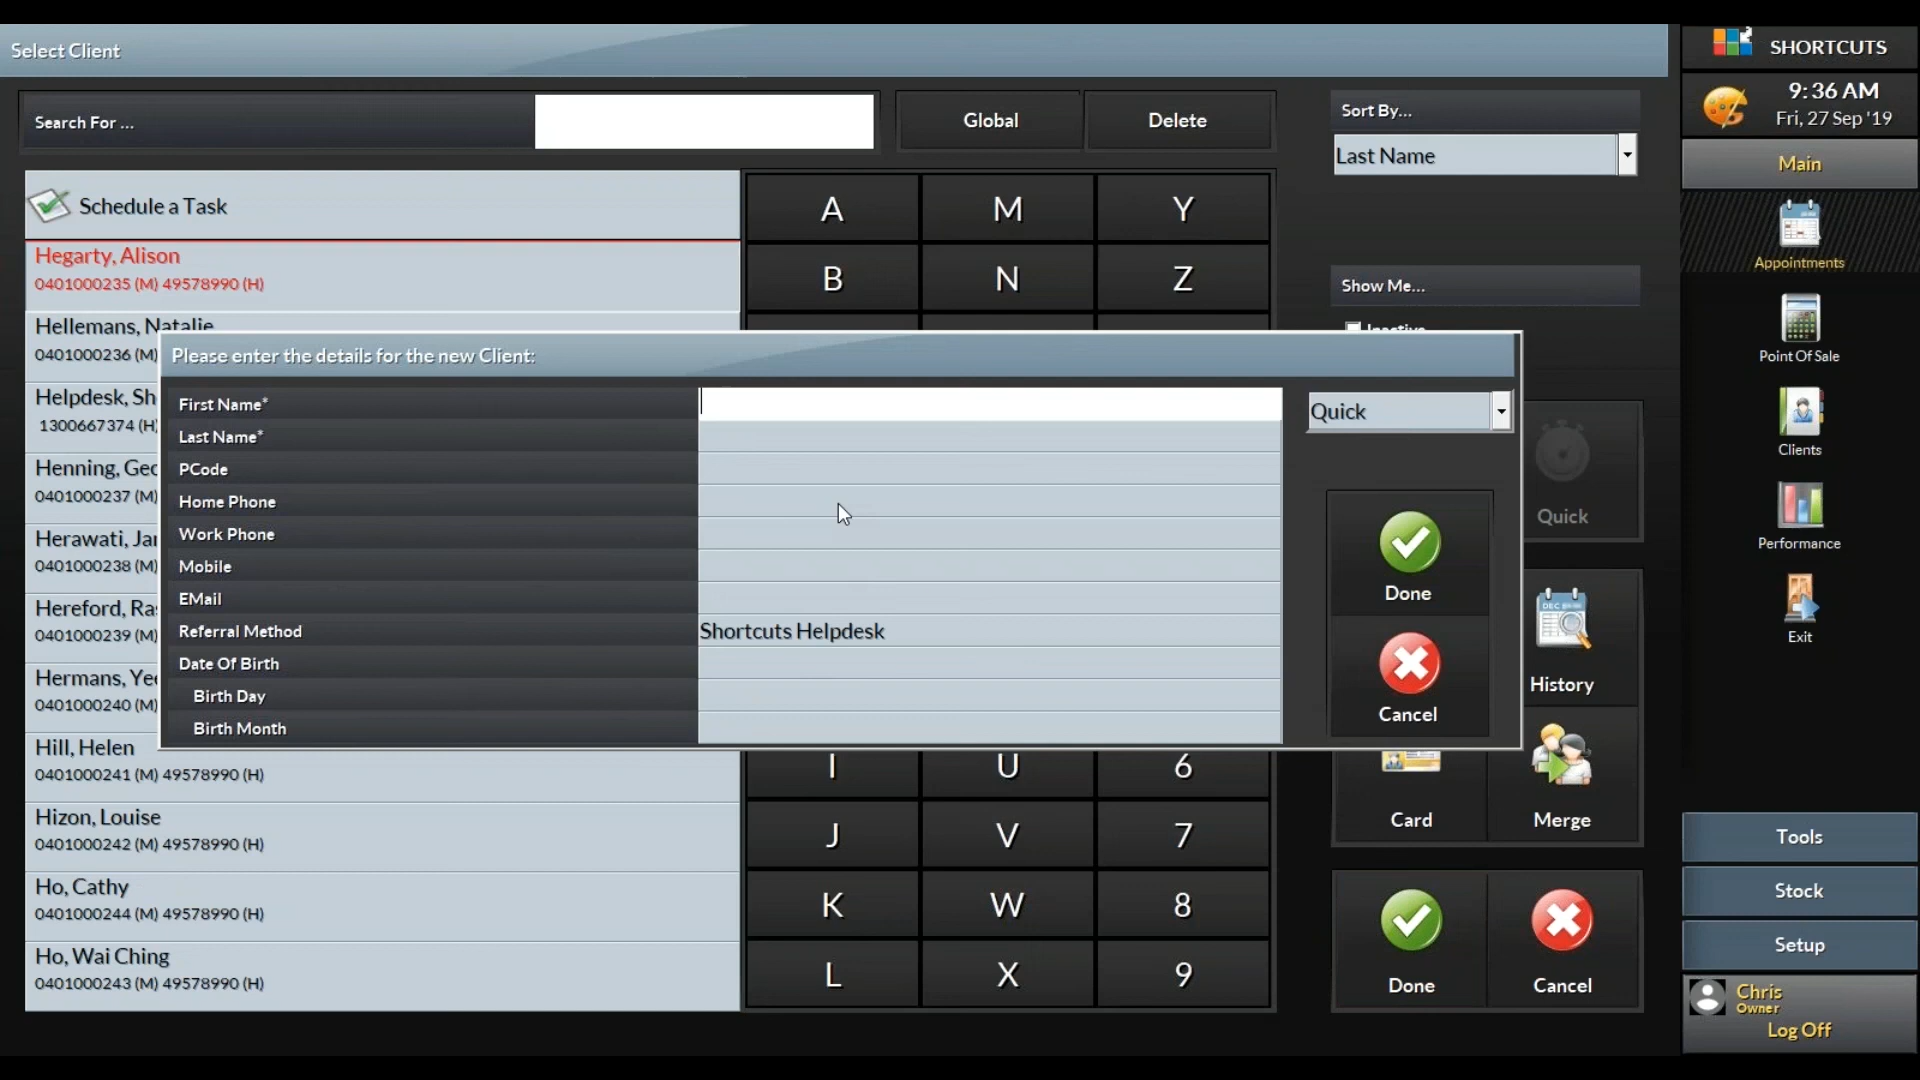 Select Client
Search For ...
Global
Delete
Sort By...
Last Name
Show Me...
Schedule a Task
Hegarty, Alison
0401000235 (M) 49578990 (H)
Hellemans, Natalie
0401000236 (M)
Helpdesk, Sh
1300667374 (H)
Henning, Geo
0401000237 (M)
Herawati, Jan
0401000238 (M)
Hereford, Ras
0401000239 (M)
Hermans, Yee
0401000240 (M)
Hill, Helen
0401000241 (M) 49578990 (H)
Hizon, Louise
0401000242 (M) 49578990 (H)
Ho, Cathy
0401000244 (M) 49578990 (H)
Ho, Wai Ching
0401000243 (M) 49578990 (H)
A M Y
B N Z
I U 6
J V 7
K W 8
L X 9
Inactive
Please enter the details for the new Client:
First Name*
Last Name*
PCode
Home Phone
Work Phone
Mobile
EMail
Referral Method
Shortcuts Helpdesk
Date Of Birth
Birth Day
Birth Month
Quick
Done
Cancel
Quick
DEC
History
Card
Merge
Done
Cancel
SHORTCUTS
9:36 AM
Fri, 27 Sep '19
Main
Appointments
Point Of Sale
Clients
Performance
Exit
Tools
Stock
Setup
Chris
Owner
Log Off